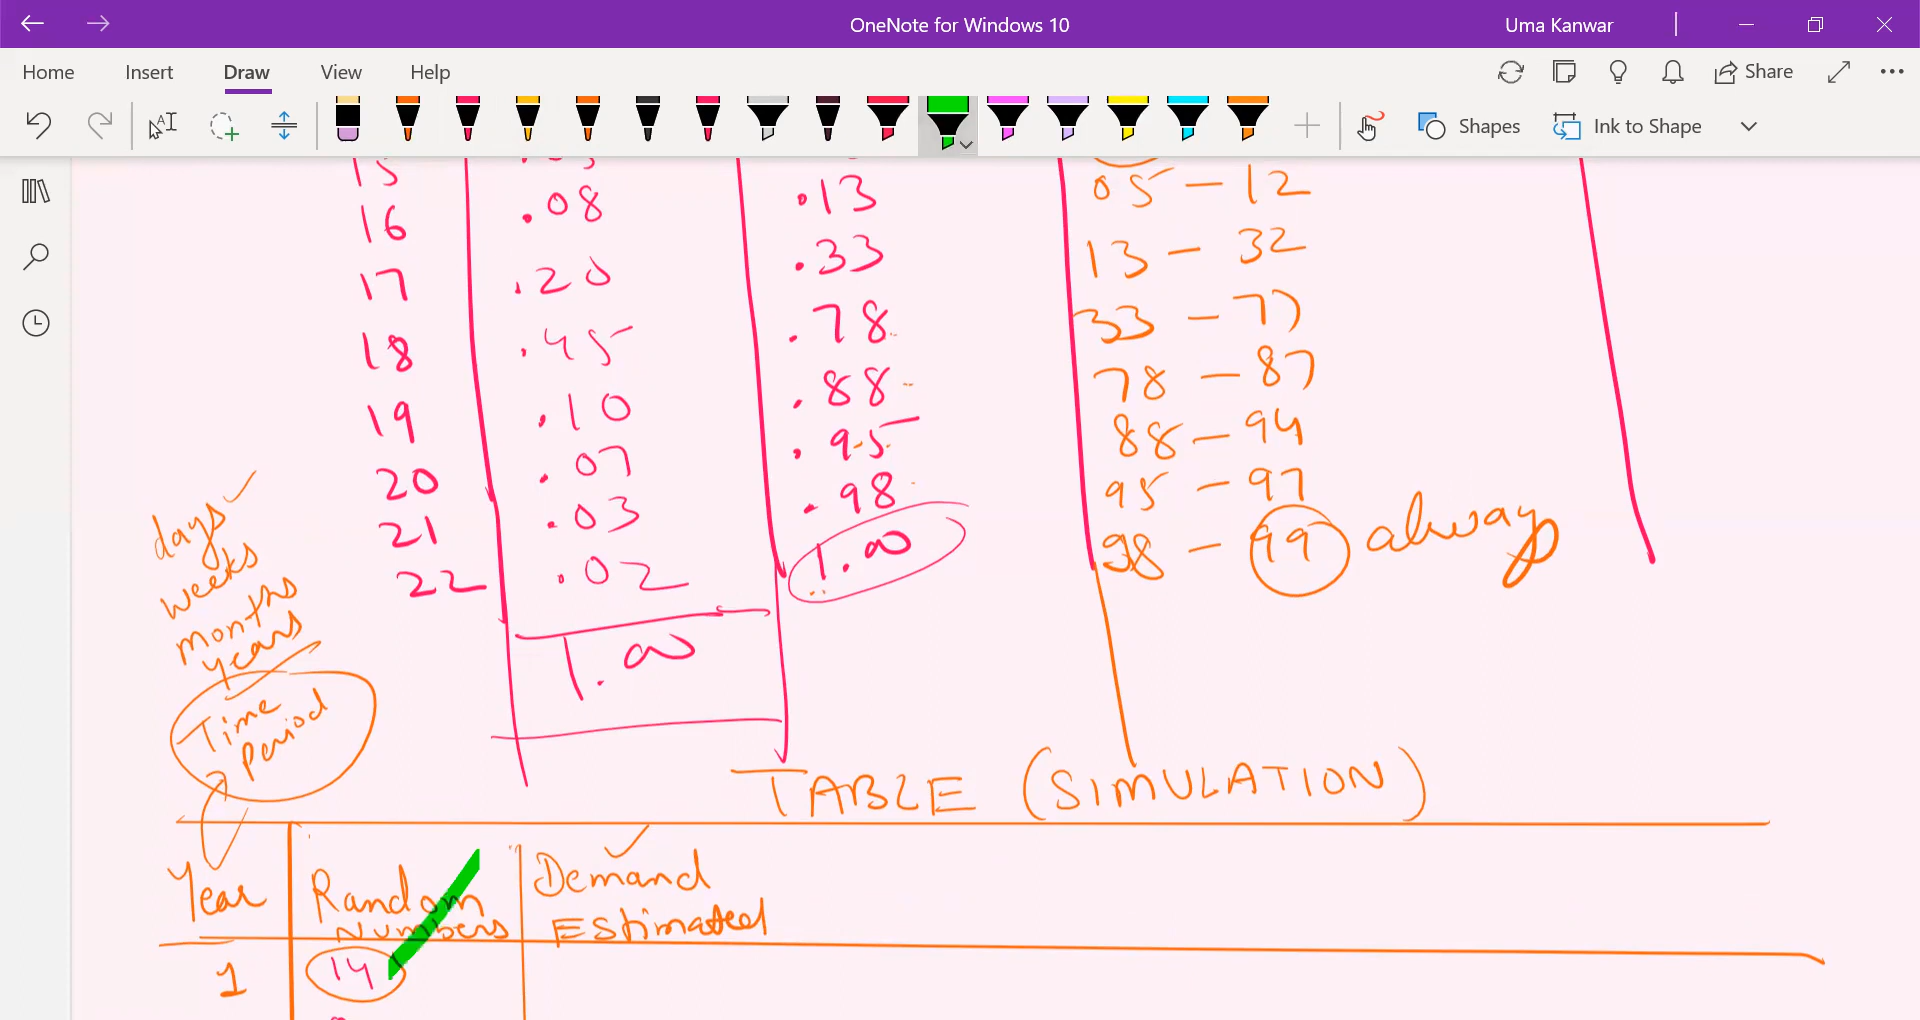 OneNote for Windows 10
Uma Kanwar
Home Insert Draw View Help
Share
Shapes
Ink to Shape
15
16 .08 .13 05 - 12
17 .20 .33 13 - 32
18 .45 .78 33 - 77
19 .10 .88 78 - 87
20 .07 .95 88 - 94
21 .03 .98 95 - 97
22 .02 1.00 98 - 99 always
1.00
days
weeks
months
years
Time
period
TABLE (SIMULATION)
Year Random Numbers Demand Estimated
1 14